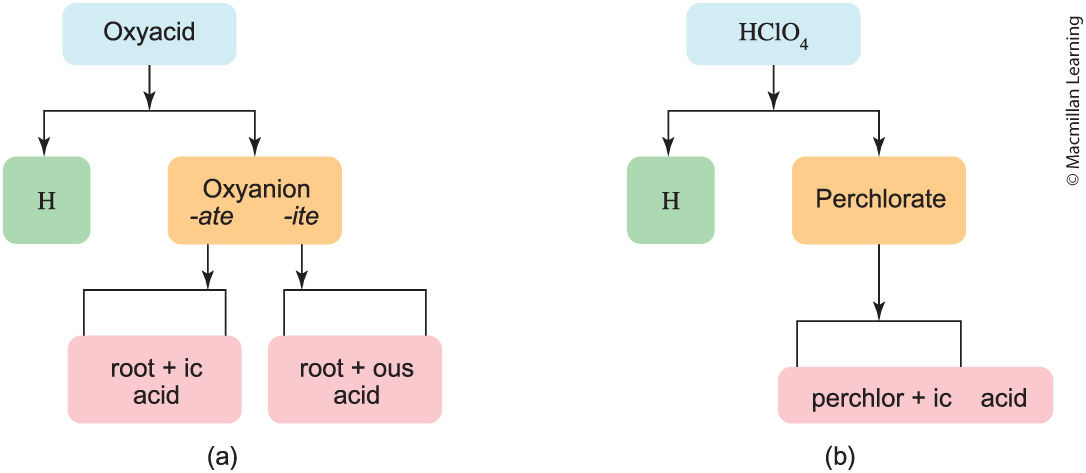 Oxyacid
H
Oxyanion
-ate -ite
root + ic
acid
root + ous
acid
(a)
HClO₄
H
Perchlorate
perchlor + ic acid
(b)
© Macmillan Learning